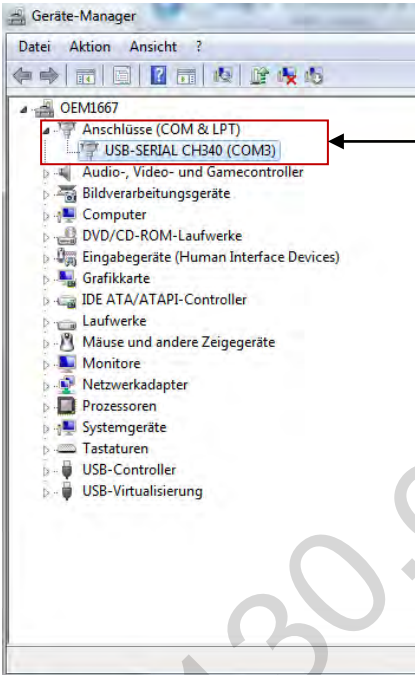 Geräte-Manager
Datei Aktion Ansicht ?
OEM1667
Anschlüsse (COM & LPT)
USB-SERIAL CH340 (COM3)
Audio-, Video- und Gamecontroller
Bildverarbeitungsgeräte
Computer
DVD/CD-ROM-Laufwerke
Eingabegeräte (Human Interface Devices)
Grafikkarte
IDE ATA/ATAPI-Controller
Laufwerke
Mäuse und andere Zeigegeräte
Monitore
Netzwerkadapter
Prozessoren
Systemgeräte
Tastaturen
USB-Controller
USB-Virtualisierung